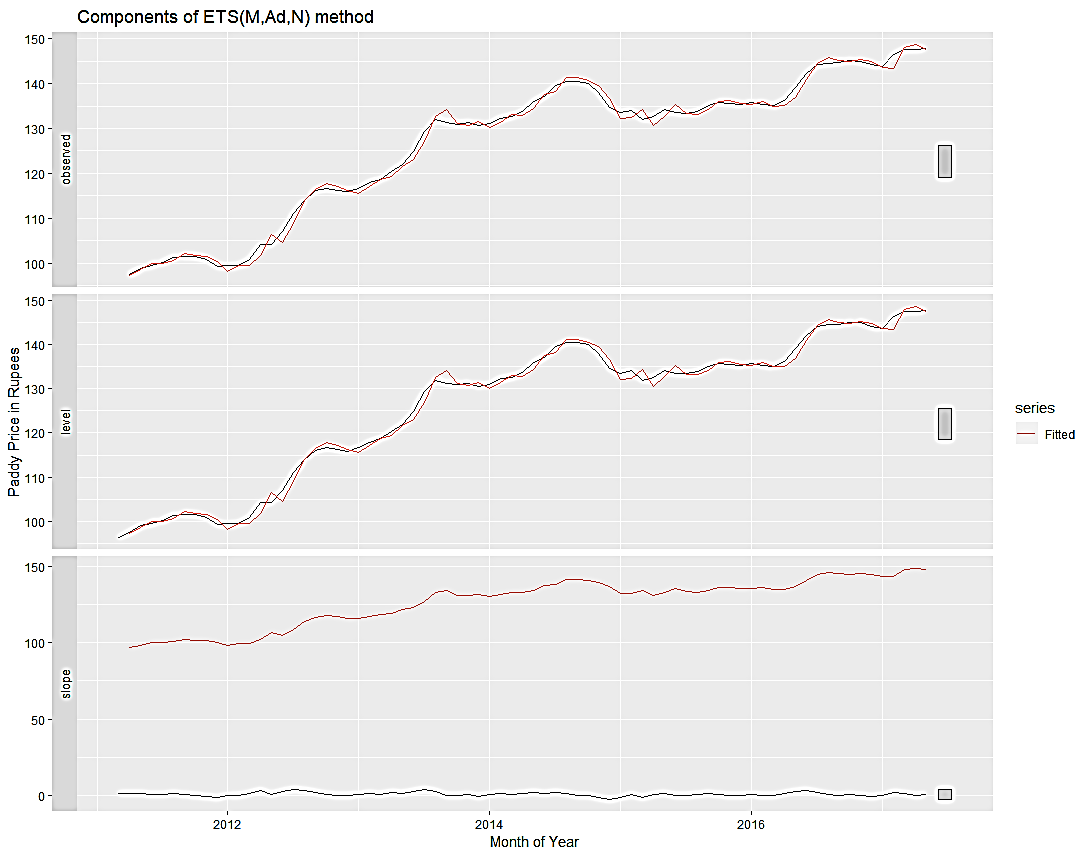 Components of ETS(M,Ad,N) method
150
140
130
120
110
100
observed
150
140
130
120
110
100
level
150
100
50
0
slope
Paddy Price in Rupees
2012
2014
2016
Month of Year
series
Fitted